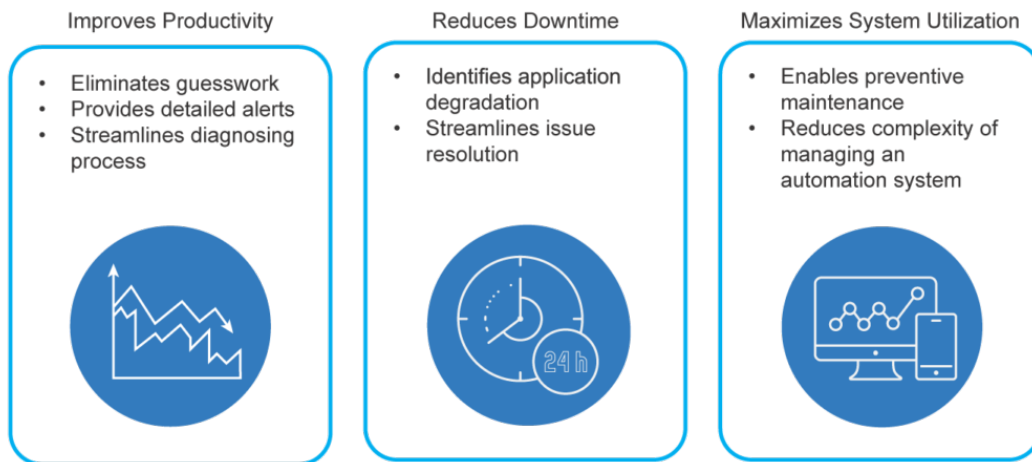 Improves Productivity
• Eliminates guesswork
• Provides detailed alerts
• Streamlines diagnosing
process
Reduces Downtime
• Identifies application
degradation
• Streamlines issue
resolution
24 h
Maximizes System Utilization
• Enables preventive
maintenance
• Reduces complexity of
managing an
automation system